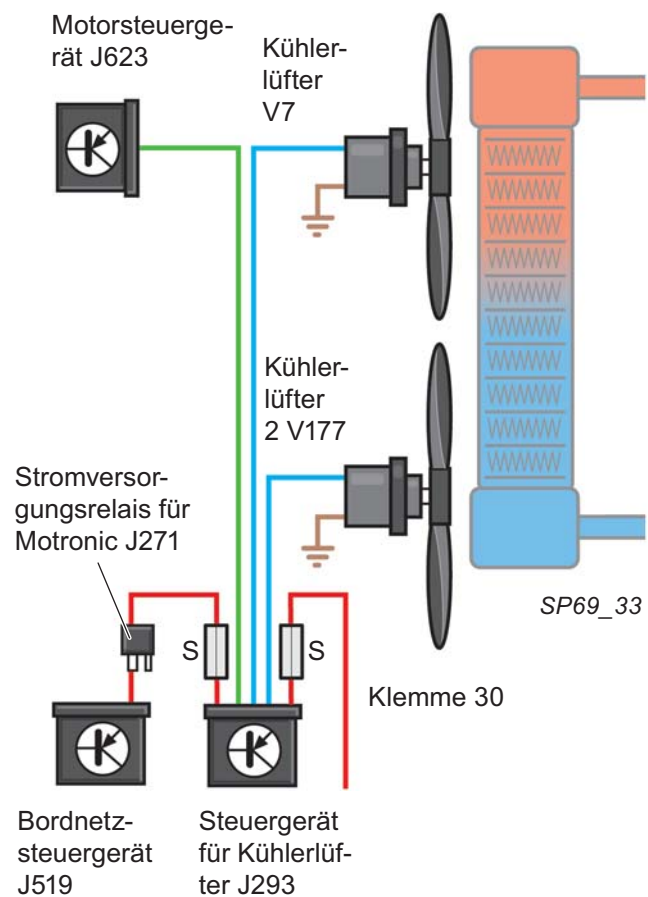 Motorsteuerge-
rät J623
Kühler-
lüfter
V7
Kühler-
lüfter
2 V177
Stromversor-
gungsrelais für
Motronic J271
SP69_33
S
S
Klemme 30
Bordnetz-
steuergerät
J519
Steuergerät
für Kühlerlüf-
ter J293